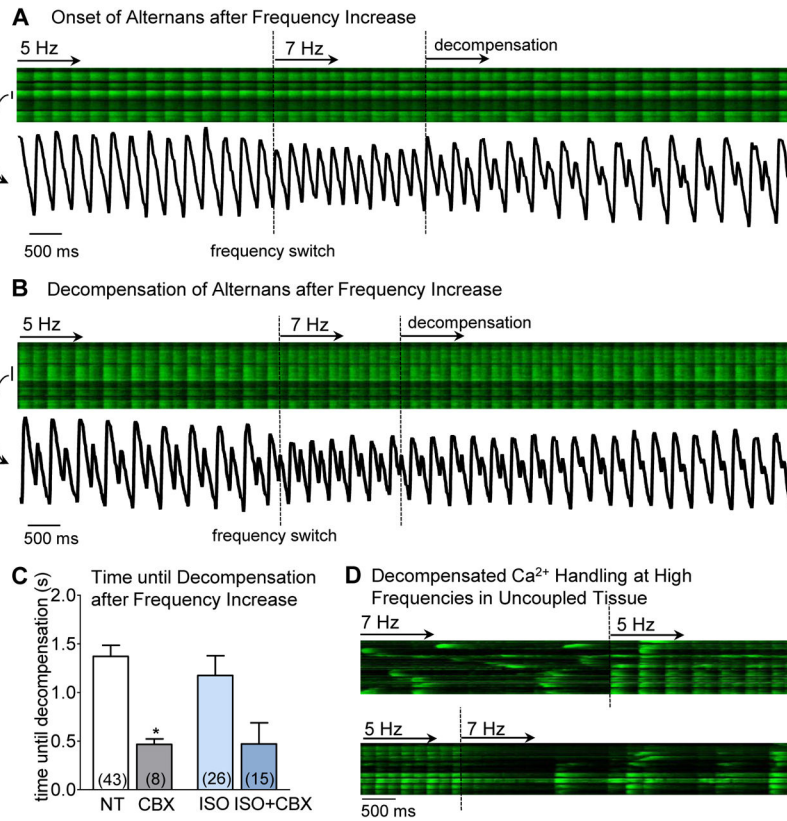 A Onset of Alternans after Frequency Increase
5 Hz 7 Hz decompensation
500 ms frequency switch
B Decompensation of Alternans after Frequency Increase
5 Hz 7 Hz decompensation
500 ms frequency switch
C Time until Decompensation
after Frequency Increase
time until decompensation (s)
2.0
1.5
1.0
0.5
0.0
*
(43) (8) (26) (15)
NT CBX ISO ISO+CBX
D Decompensated Ca²⁺ Handling at High
Frequencies in Uncoupled Tissue
7 Hz 5 Hz
5 Hz 7 Hz
500 ms